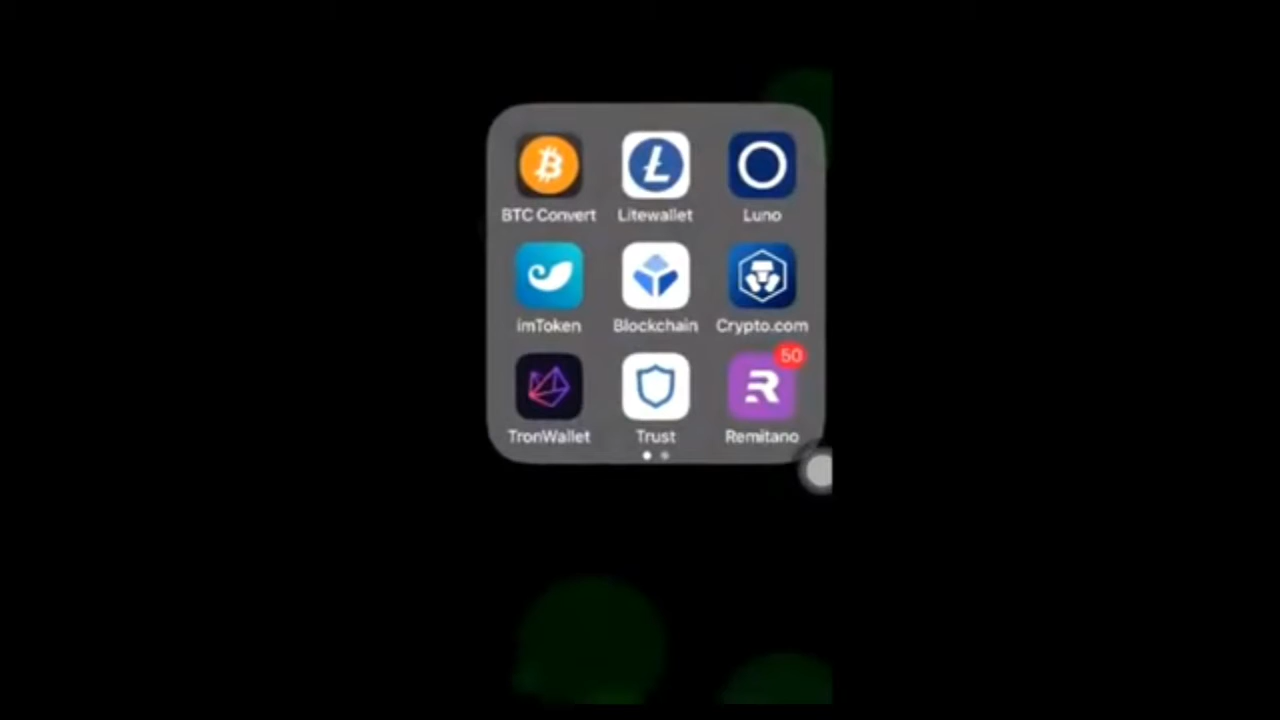 BTC Convert Litewallet Luno
imToken Blockchain Crypto.com
50
TronWallet Trust Remitano